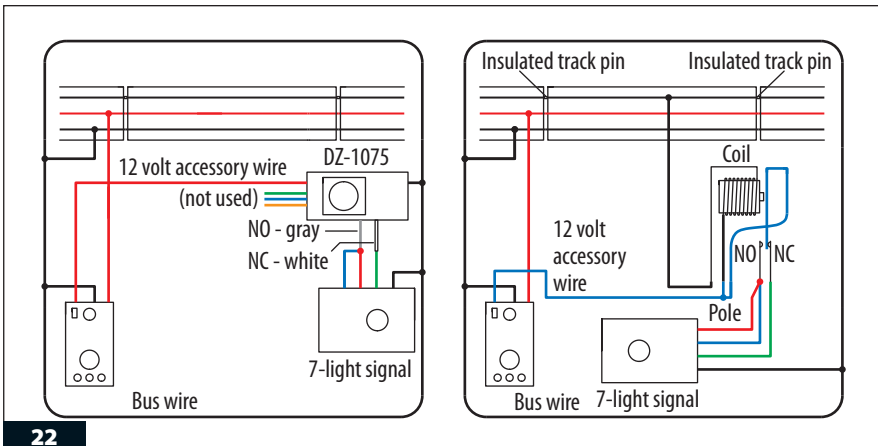 DZ-1075
12 volt accessory wire
(not used)
NO - gray
NC - white
7-light signal
Bus wire
Insulated track pin
Insulated track pin
Coil
12 volt
accessory
wire
NO
NC
Pole
7-light signal
Bus wire
22